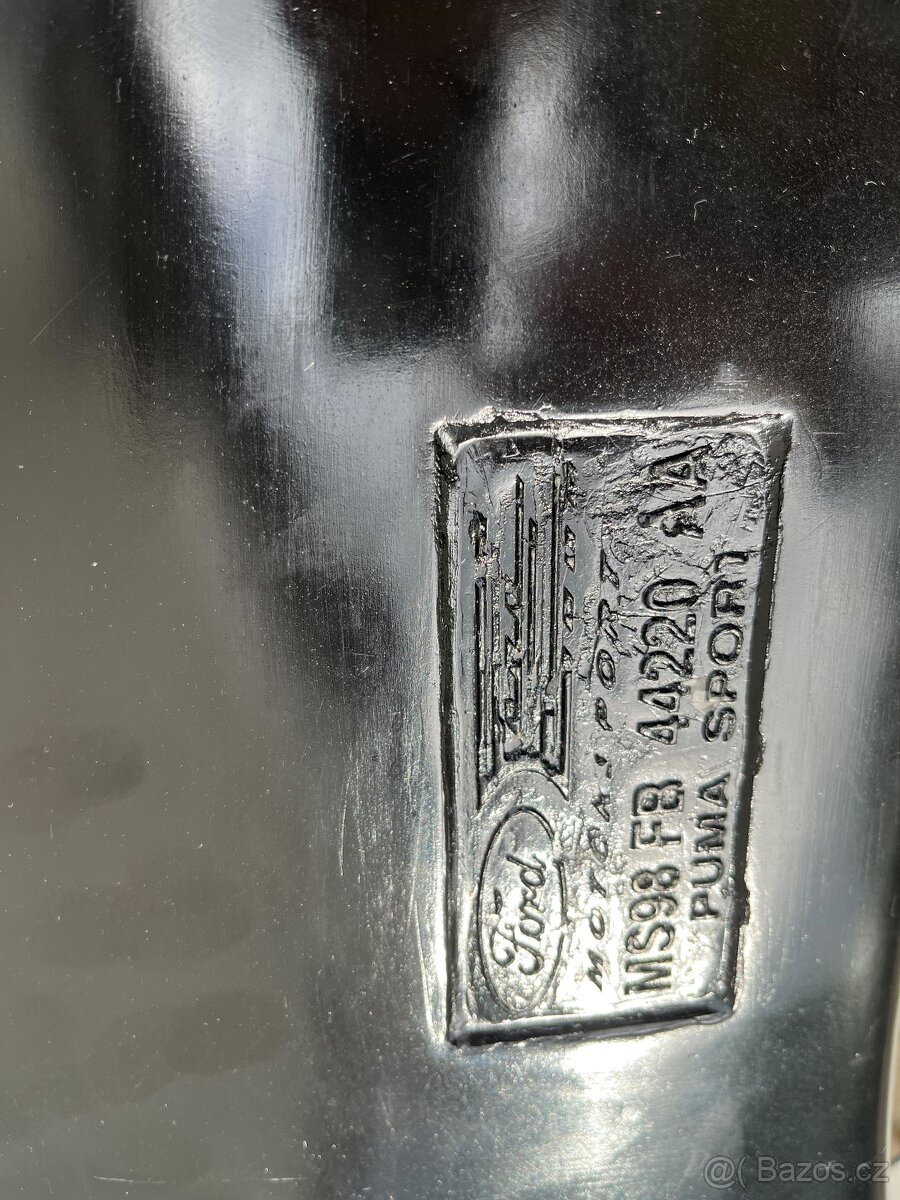 Ford
MOTORSPORT
MS98 FB 44220 AA
PUMA SPORT
@( Bazos.cz